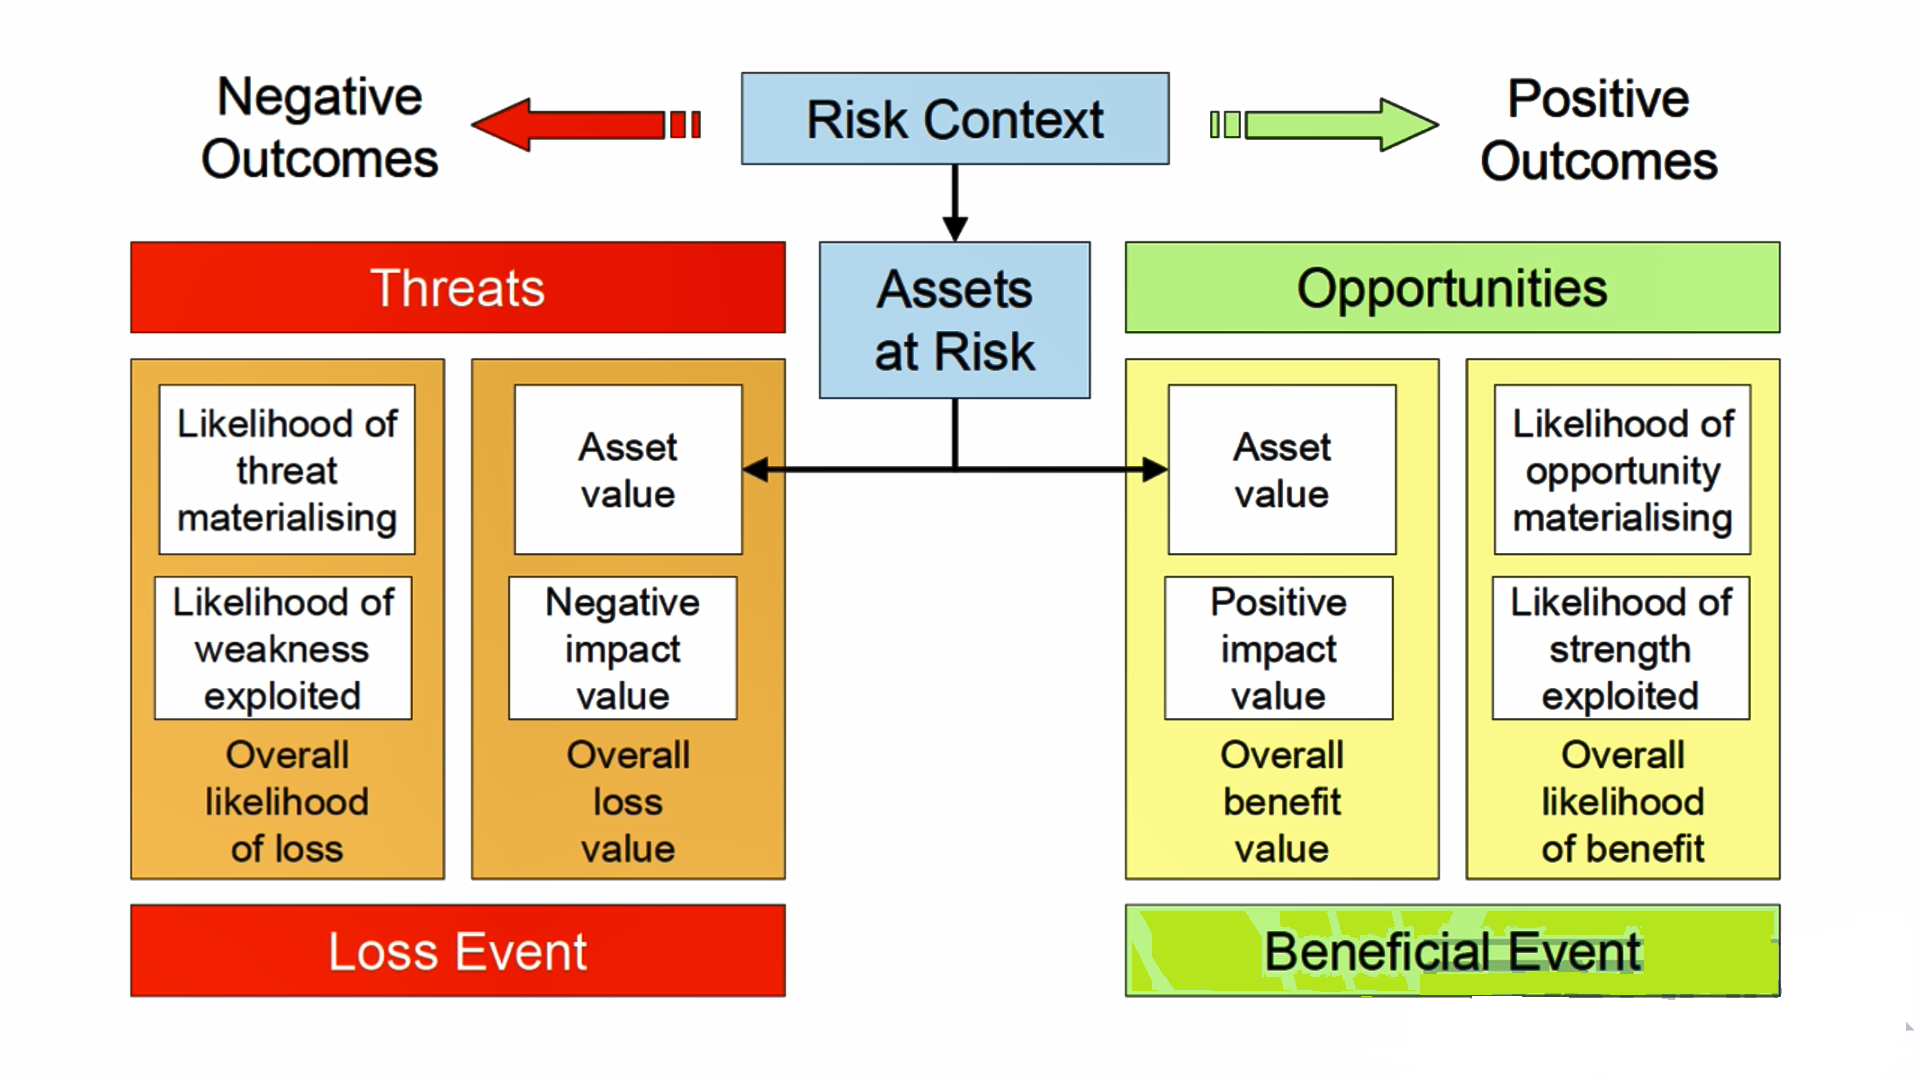 Negative
Outcomes
Risk Context
Positive
Outcomes
Threats
Assets
at Risk
Opportunities
Likelihood of
threat
materialising
Asset
value
Asset
value
Likelihood of
opportunity
materialising
Likelihood of
weakness
exploited
Negative
impact
value
Positive
impact
value
Likelihood of
strength
exploited
Overall
likelihood
of loss
Overall
loss
value
Overall
benefit
value
Overall
likelihood
of benefit
Loss Event
Beneficial Event